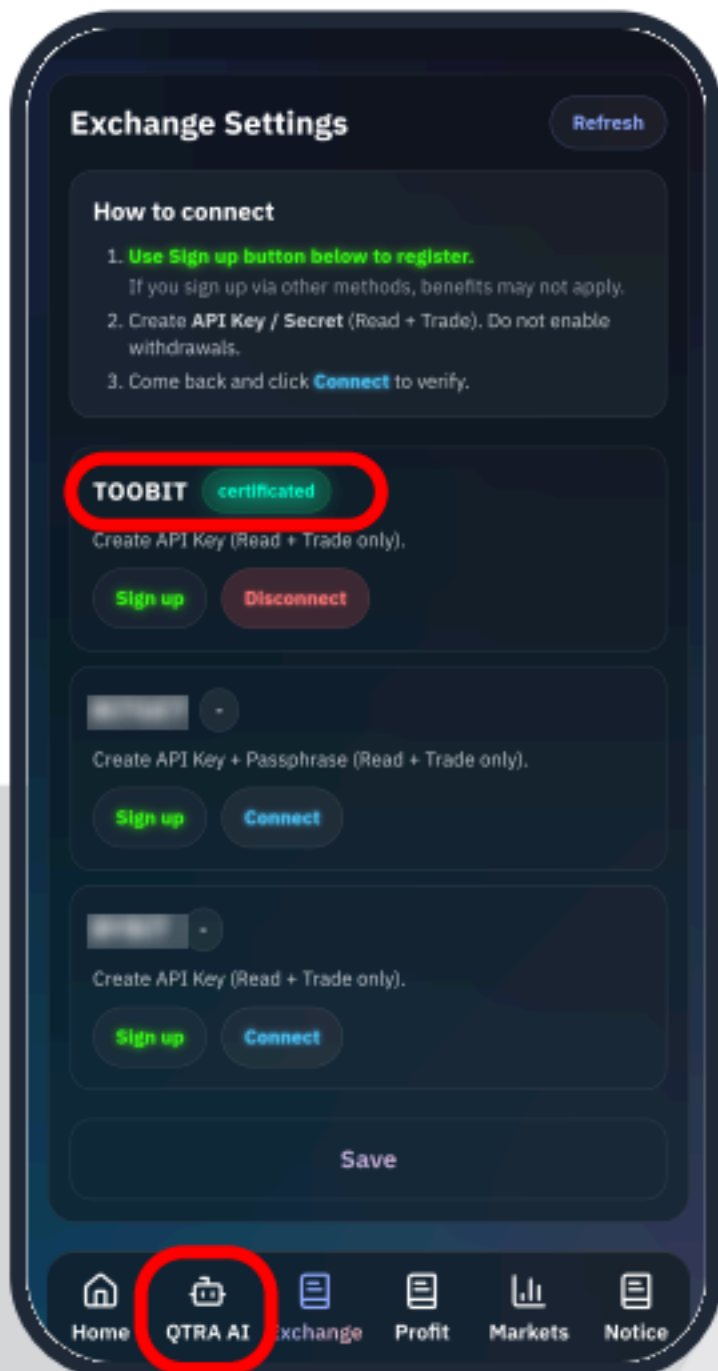 Exchange Settings
Refresh
How to connect
1. Use Sign up button below to register.
If you sign up via other methods, benefits may not apply.
2. Create API Key / Secret (Read + Trade). Do not enable
withdrawals.
3. Come back and click Connect to verify.
TOOBIT certificated
Create API Key (Read + Trade only).
Sign up Disconnect
-
Create API Key + Passphrase (Read + Trade only).
Sign up Connect
-
Create API Key (Read + Trade only).
Sign up Connect
Save
Home QTRA AI xchange Profit Markets Notice